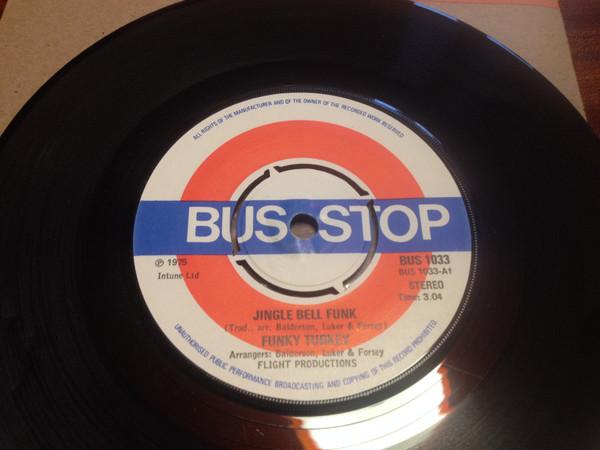 ALL RIGHTS OF THE MANUFACTURER AND OF THE OWNER OF THE RECORDED WORK RESERVED.
BUS STOP
℗ 1975
Intune Ltd
BUS 1033
BUS 1033-A1
STEREO
Time: 3.04
JINGLE BELL FUNK
(Trad.. arr. Balderson, Luker & Forsey)
FUNKY TURKEY
Arrangers: Balderson, Luker & Forsey
FLIGHT PRODUCTIONS
UNAUTHORISED PUBLIC PERFORMANCE BROADCASTING AND COPYING OF THIS RECORD PROHIBITED.